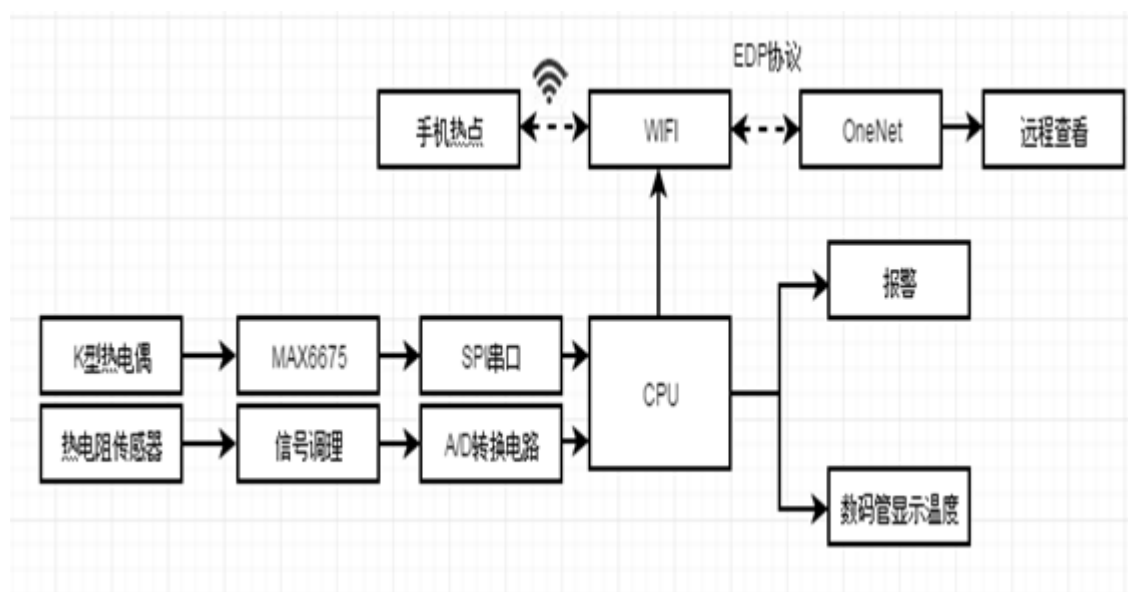 EDP协议
手机热点
WIFI
OneNet
远程查看
报警
K型热电偶
MAX6675
SPI串口
CPU
热电阻传感器
信号调理
A/D转换电路
数码管显示温度